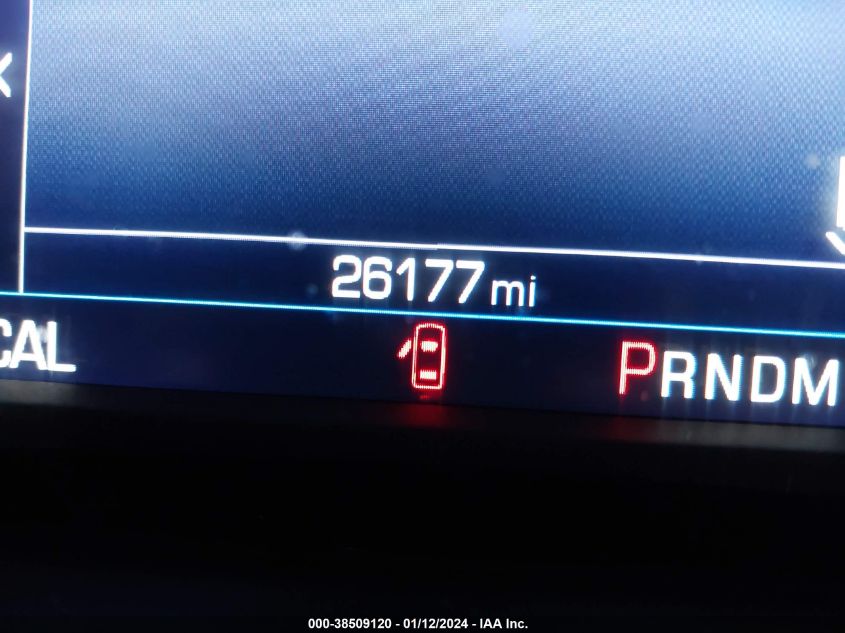 26177 mi
CAL
PRNDM
000-38509120 - 01/12/2024 - IAA Inc.